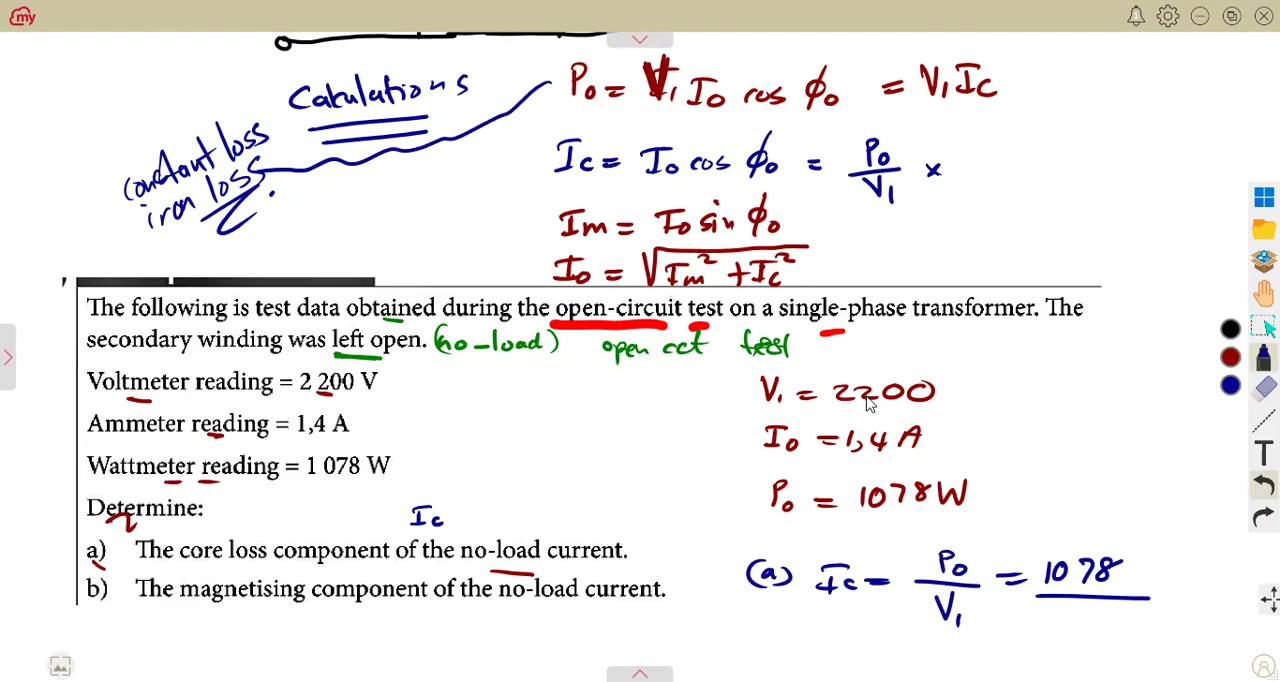 my
Calculations
P₀ = V₁ I₀ cos ϕ₀ = V₁ Ic
constant loss
iron loss.
Ic = I₀ cos ϕ₀ = P₀/V₁ ×
Im = I₀ sin ϕ₀
I₀ = √(Im² + Ic²)
The following is test data obtained during the open-circuit test on a single-phase transformer. The
secondary winding was left open. (no-load) open cct test
Voltmeter reading = 2 200 V
V₁ = 2200
Ammeter reading = 1,4 A
I₀ = 1,4 A
Wattmeter reading = 1 078 W
P₀ = 1078 W
Determine:
Ic
a) The core loss component of the no-load current.
b) The magnetising component of the no-load current.
(a) Ic = P₀/V₁ = 1078
T